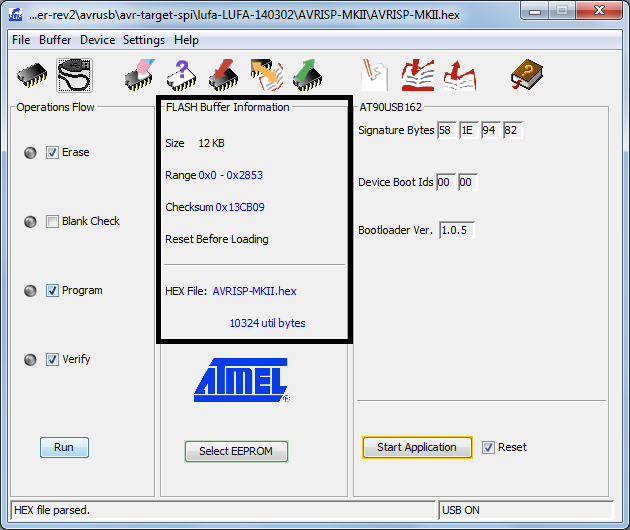 ...er-rev2\avrusb\avr-target-spi\lufa-LUFA-140302\AVRISP-MKII\AVRISP-MKII.hex
File Buffer Device Settings Help
Operations Flow
Erase
Blank Check
Program
Verify
Run
FLASH Buffer Information
Size 12 KB
Range 0x0 - 0x2853
Checksum 0x13CB09
Reset Before Loading
HEX File: AVRISP-MKII.hex
10324 util bytes
ATMEL
®
Select EEPROM
AT90USB162
Signature Bytes 58 1E 94 82
Device Boot Ids 00 00
Bootloader Ver. 1.0.5
Start Application Reset
HEX file parsed. USB ON